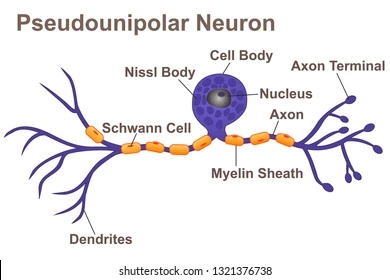 Pseudounipolar Neuron
Cell Body
Nissl Body
Axon Terminal
Nucleus
Axon
Schwann Cell
Myelin Sheath
Dendrites
shutterstock.com · 1321376738